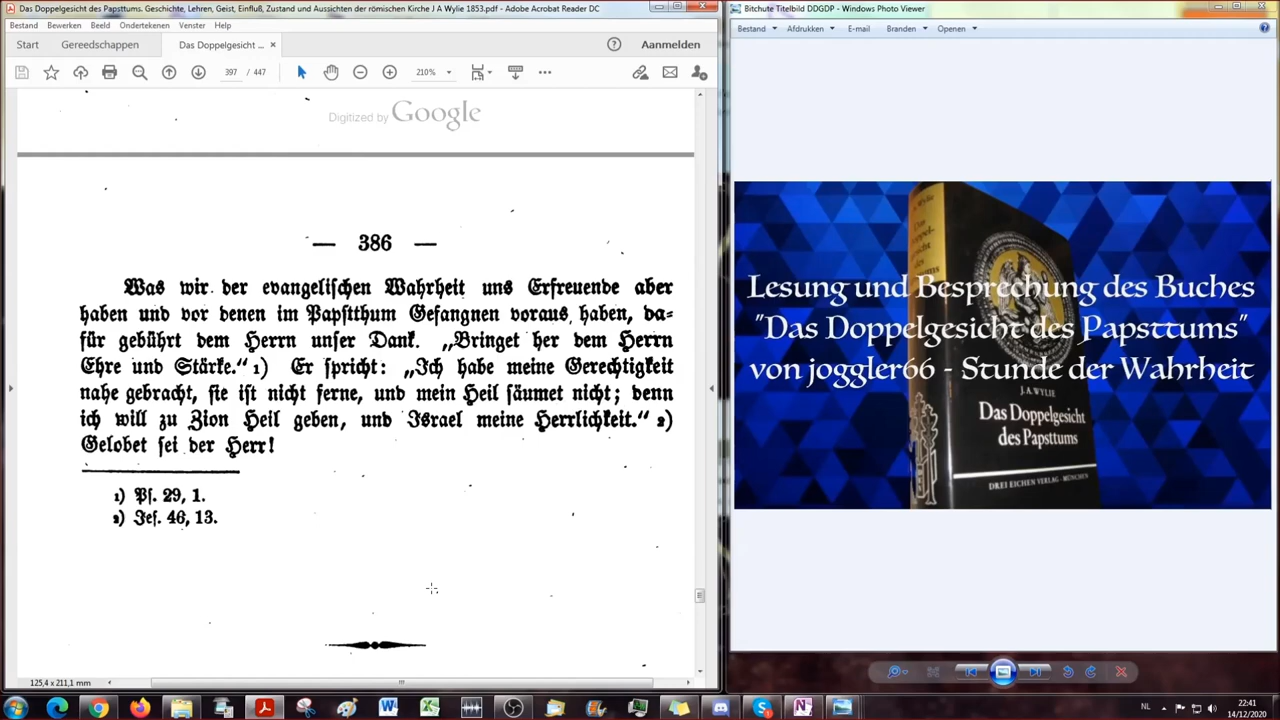 Das Doppelgesicht des Papsttums. Geschichte, Lehren, Geist, Einfluß, Zustand und Aussichten der römischen Kirche J A Wylie 1853.pdf - Adobe Acrobat Reader DC
Bestand Bewerken Beeld Ondertekenen Venster Help
Start Gereedschappen Das Doppelgesicht ... × Anmelden
397 / 447 210%
Digitized by Google
— 386 —
Was wir der evangelischen Wahrheit uns Erfreuende aber
haben und vor denen im Papstthum Gefangnen voraus haben, da=
für gebührt dem Herrn unser Dank. „Bringet her dem Herrn
Ehre und Stärke.“ 1) Er spricht: „Ich habe meine Gerechtigkeit
nahe gebracht, sie ist nicht ferne, und mein Heil säumet nicht; denn
ich will zu Zion Heil geben, und Israel meine Herrlichkeit.“ 2)
Gelobet sei der Herr!
1) Ps. 29, 1.
2) Jes. 46, 13.
125,4 x 211,1 mm
Bitchute Titelbild DDGDP - Windows Photo Viewer
Bestand Afdrukken E-mail Branden Openen
Lesung und Besprechung des Buches
"Das Doppelgesicht des Papsttums"
von joggler66 - Stunde der Wahrheit
J.A.WYLIE
Das Doppelgesicht
des Papsttums
DREI EICHEN VERLAG · MÜNCHEN
NL 22:41
14/12/2020